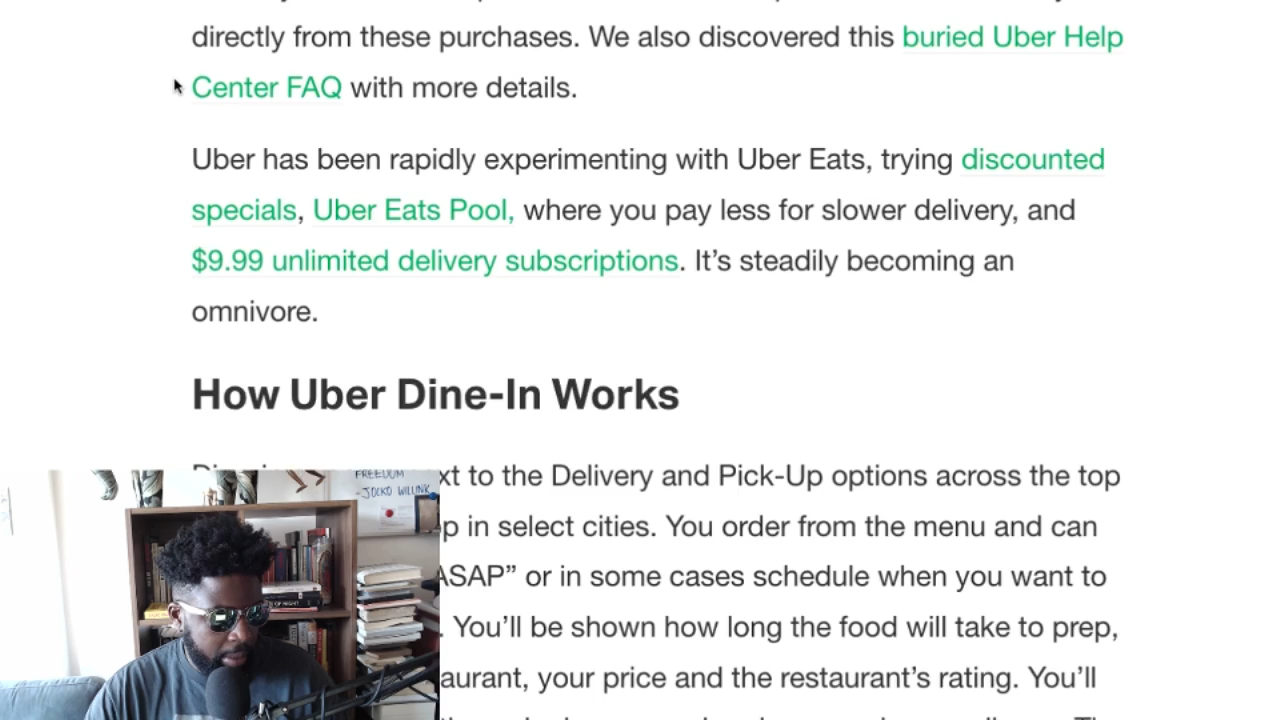 directly from these purchases. We also discovered this buried Uber Help
Center FAQ with more details.
Uber has been rapidly experimenting with Uber Eats, trying discounted
specials, Uber Eats Pool, where you pay less for slower delivery, and
$9.99 unlimited delivery subscriptions. It’s steadily becoming an
omnivore.
How Uber Dine-In Works
xt to the Delivery and Pick-Up options across the top
p in select cities. You order from the menu and can
ASAP” or in some cases schedule when you want to
. You’ll be shown how long the food will take to prep,
aurant, your price and the restaurant’s rating. You’ll
FREEDOM
-JOCKO WILLINK